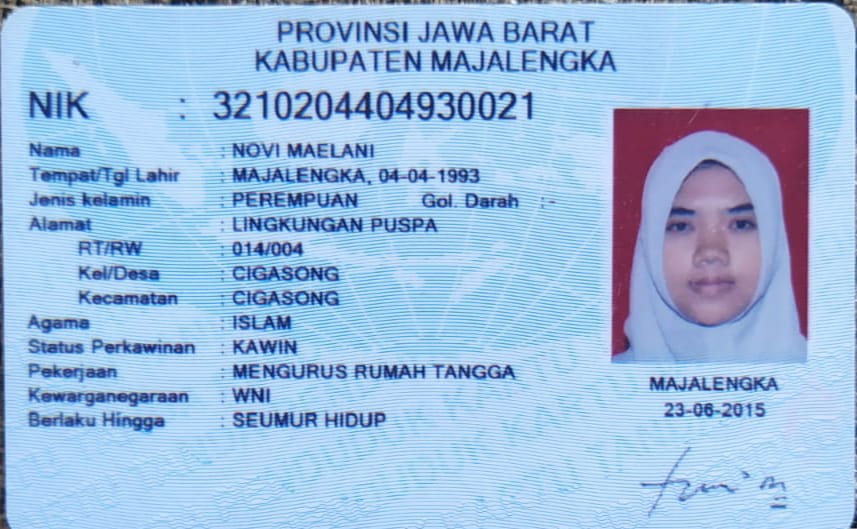 PROVINSI JAWA BARAT
KABUPATEN MAJALENGKA
NIK : 3210204404930021
Nama : NOVI MAELANI
Tempat/Tgl Lahir : MAJALENGKA, 04-04-1993
Jenis kelamin : PEREMPUAN Gol. Darah :-
Alamat : LINGKUNGAN PUSPA
RT/RW : 014/004
Kel/Desa : CIGASONG
Kecamatan : CIGASONG
Agama : ISLAM
Status Perkawinan : KAWIN
Pekerjaan : MENGURUS RUMAH TANGGA
Kewarganegaraan : WNI
Berlaku Hingga : SEUMUR HIDUP
MAJALENGKA
23-06-2015